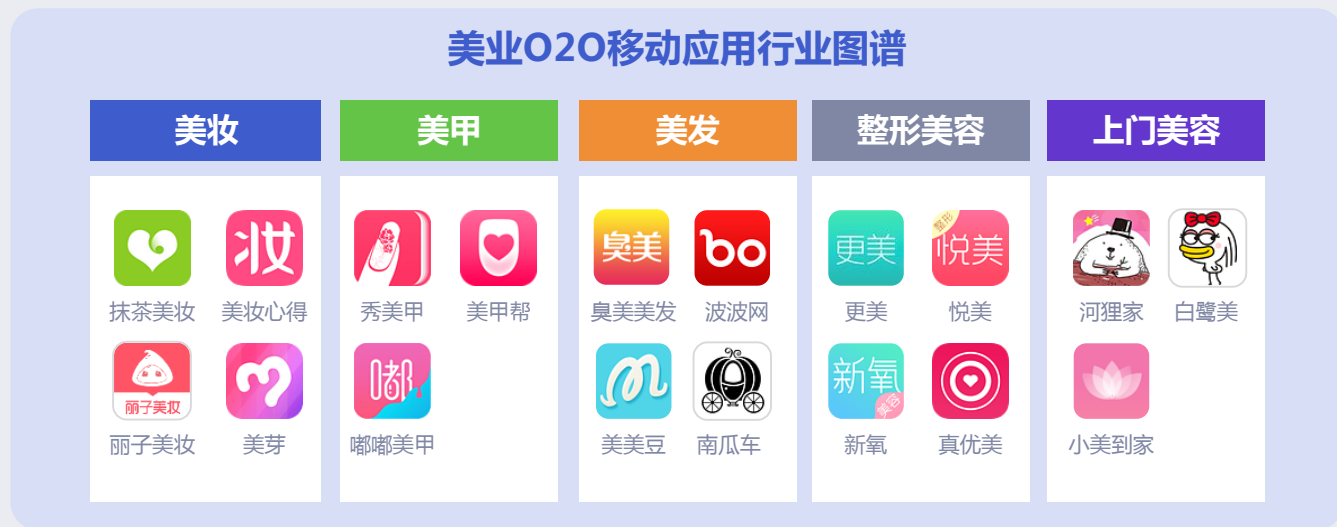 美业O2O移动应用行业图谱
美妆
美甲
美发
整形美容
上门美容
妆
抹茶美妆
美妆心得
丽子美妆
丽子美妆
美芽
秀美甲
美甲帮
嘟
嘟嘟美甲
臭美
bo
臭美美发
波波网
美美豆
南瓜车
更美
整形
悦美
更美
悦美
新氧
美容
新氧
真优美
河狸家
白鹭美
小美到家